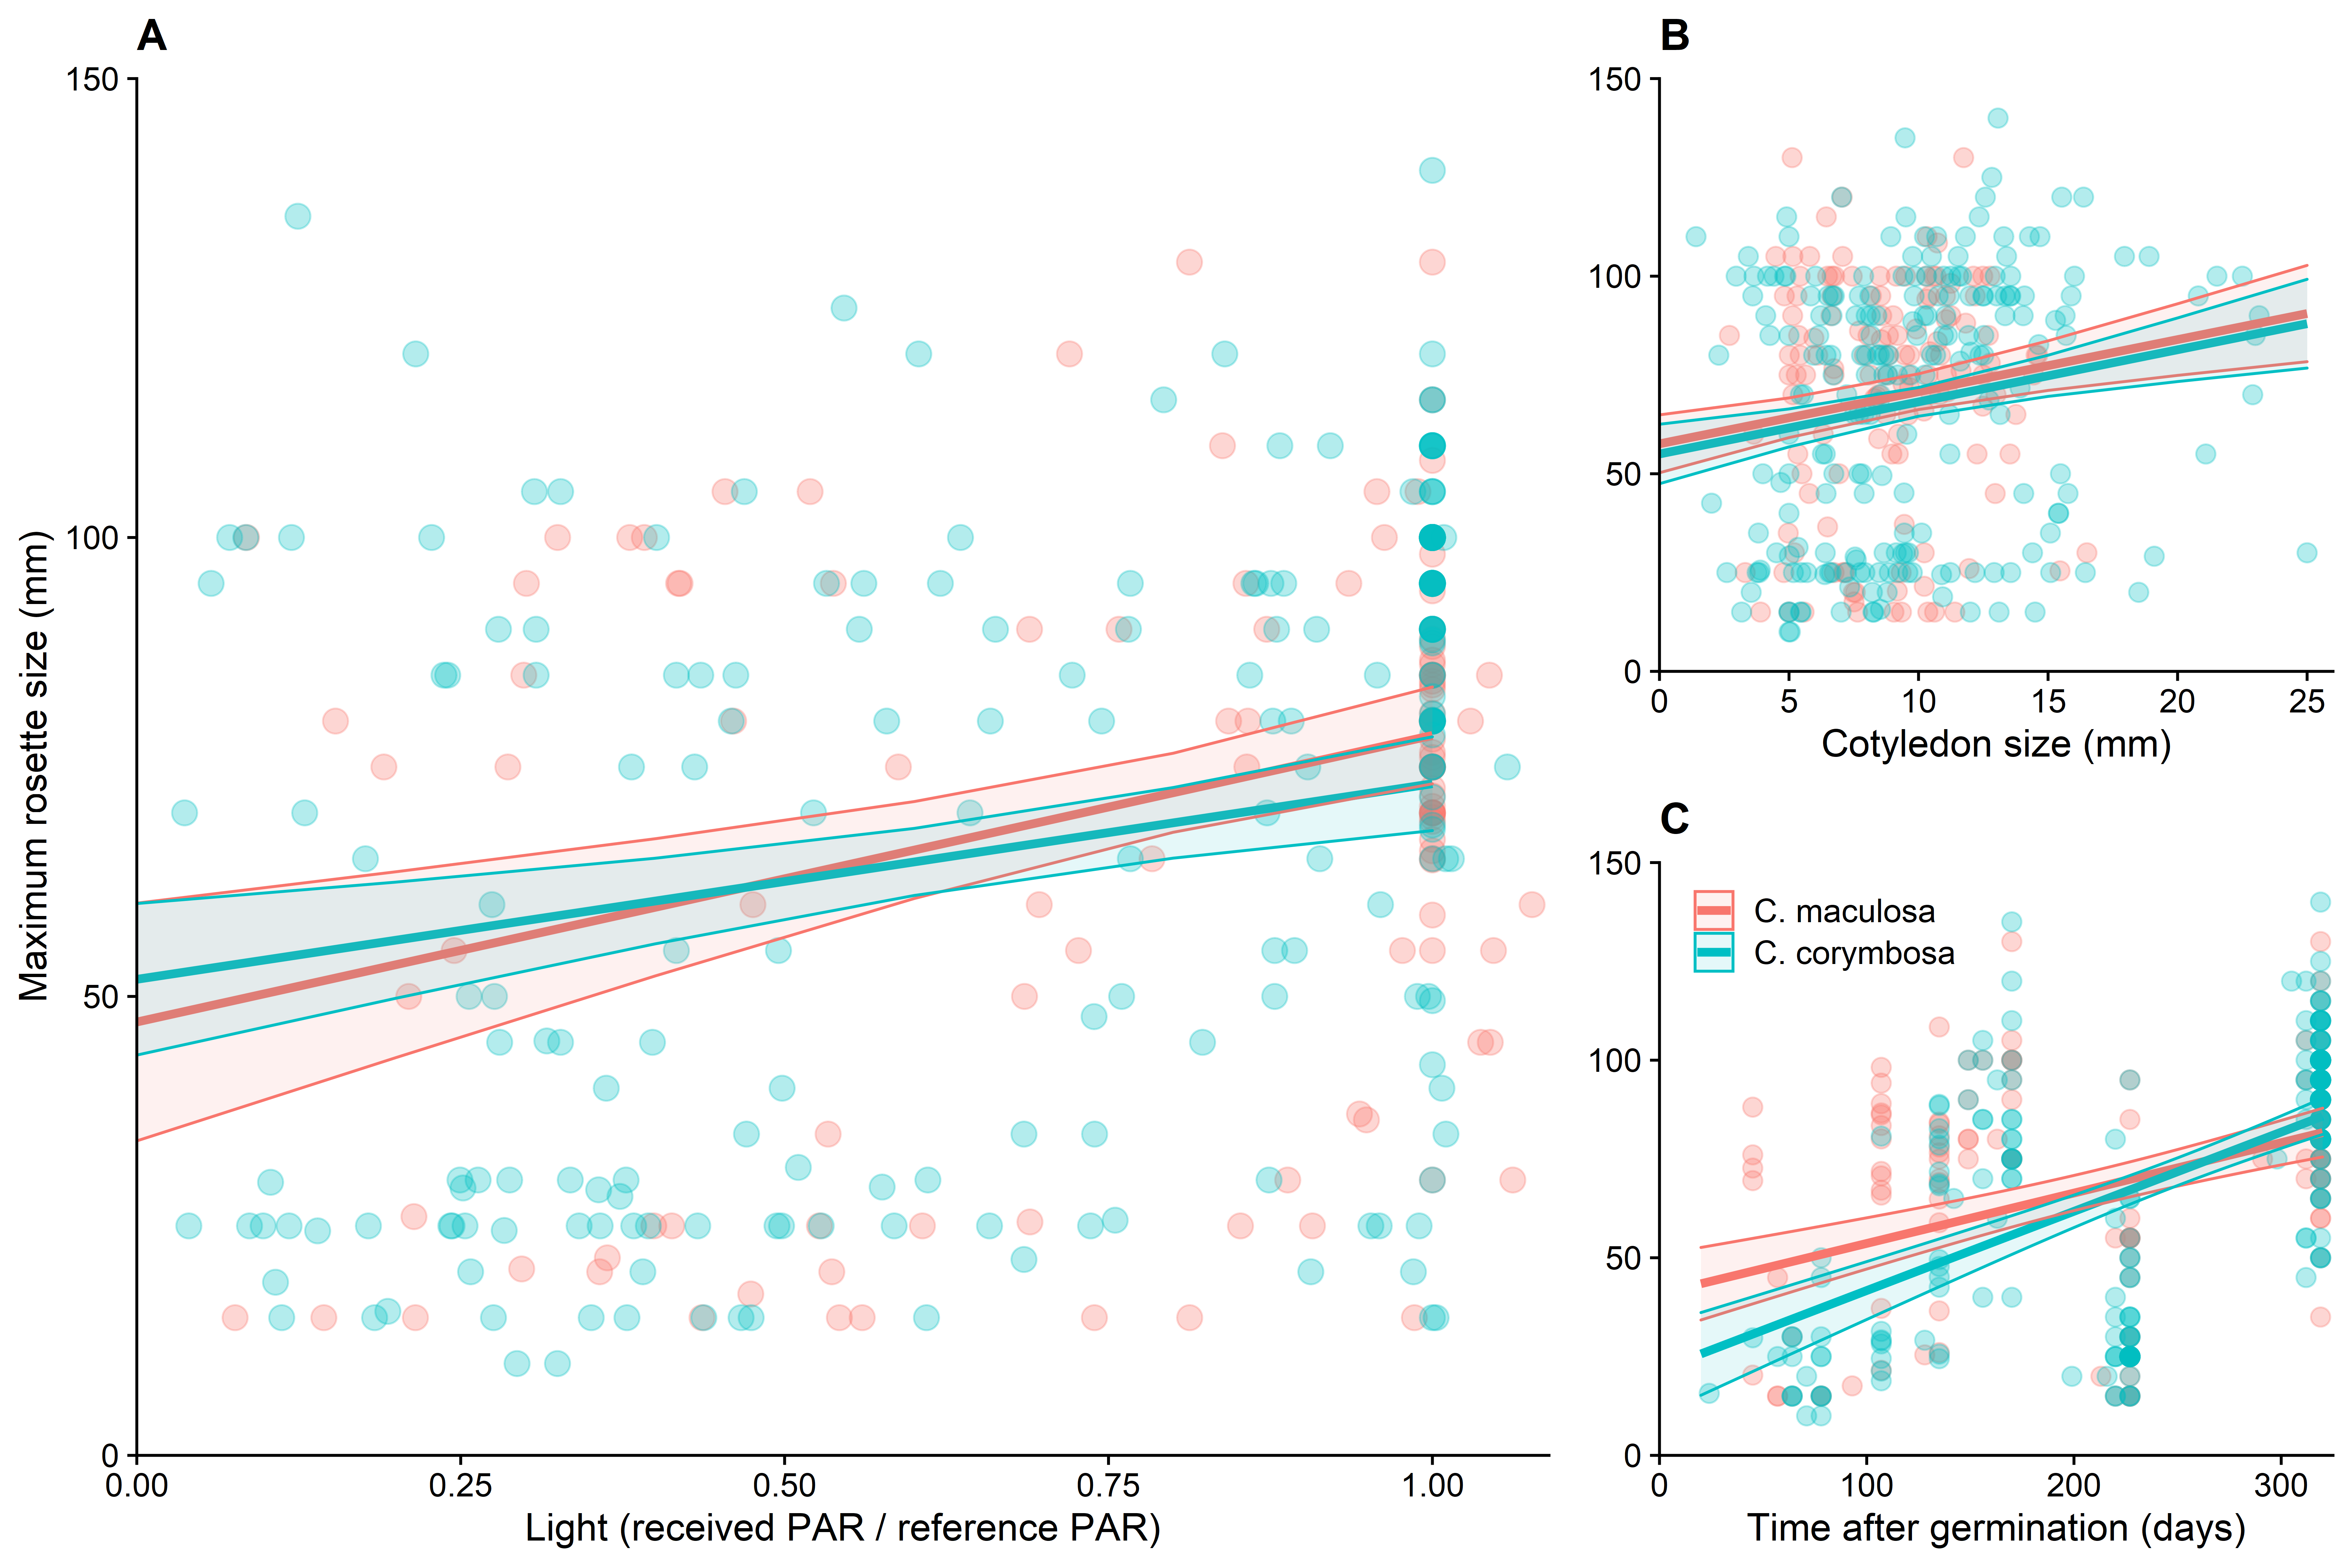 A
Maximum rosette size (mm)
150
100
50
0
0.00 0.25 0.50 0.75 1.00
Light (received PAR / reference PAR)
B
150
100
50
0
0 5 10 15 20 25
Cotyledon size (mm)
C
150
100
50
0
C. maculosa
C. corymbosa
0 100 200 300
Time after germination (days)